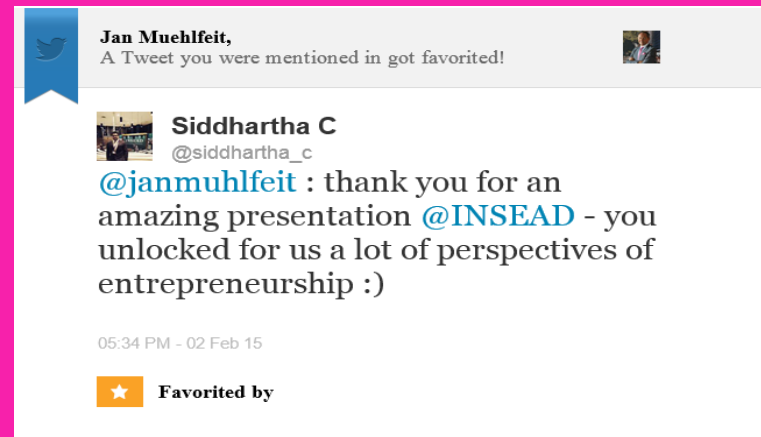 Jan Muehlfeit,
A Tweet you were mentioned in got favorited!
Siddhartha C
@siddhartha_c
@janmuhlfeit : thank you for an
amazing presentation @INSEAD - you
unlocked for us a lot of perspectives of
entrepreneurship :)
05:34 PM - 02 Feb 15
Favorited by